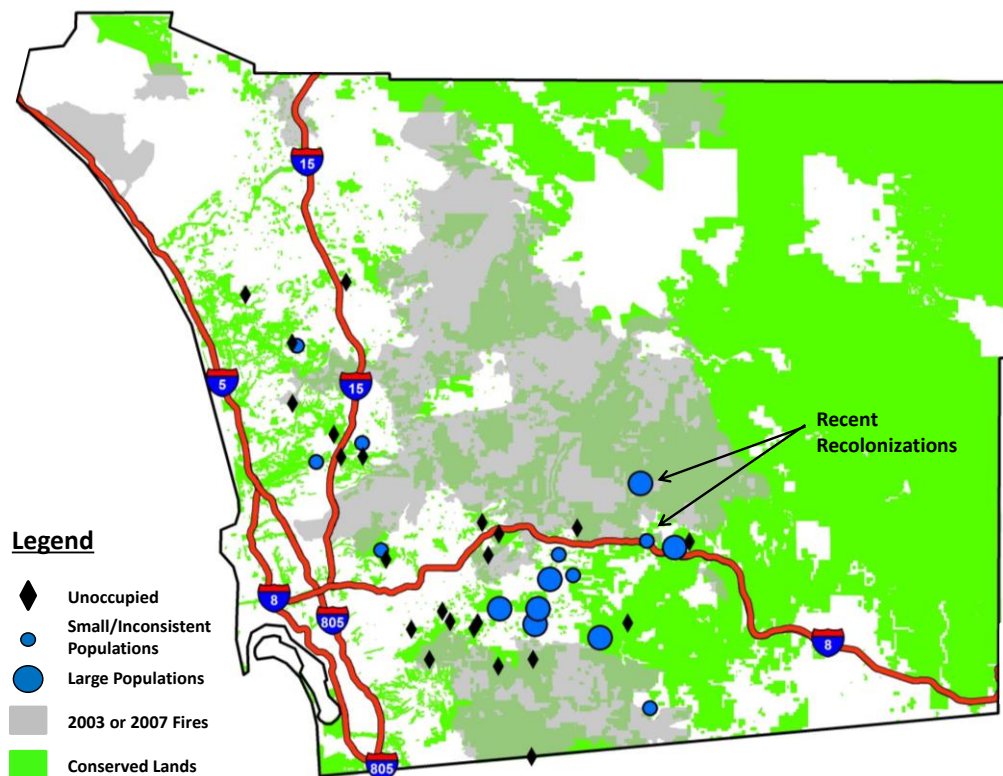 15
5
15
Recent
Recolonizations
Legend
Unoccupied
Small/Inconsistent
Populations
Large Populations
2003 or 2007 Fires
Conserved Lands
8
805
8
805